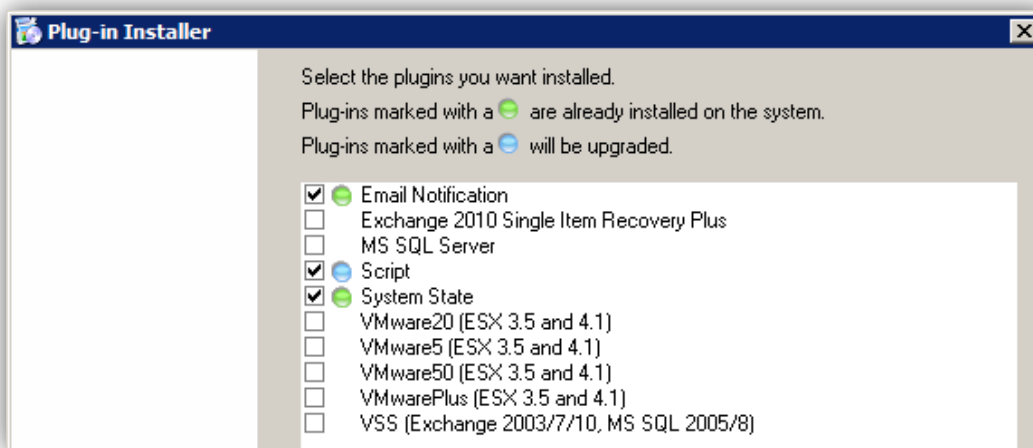 Plug-in Installer
Select the plugins you want installed.
Plug-ins marked with a are already installed on the system.
Plug-ins marked with a will be upgraded.
Email Notification
Exchange 2010 Single Item Recovery Plus
MS SQL Server
Script
System State
VMware20 (ESX 3.5 and 4.1)
VMware5 (ESX 3.5 and 4.1)
VMware50 (ESX 3.5 and 4.1)
VMwarePlus (ESX 3.5 and 4.1)
VSS (Exchange 2003/7/10, MS SQL 2005/8)